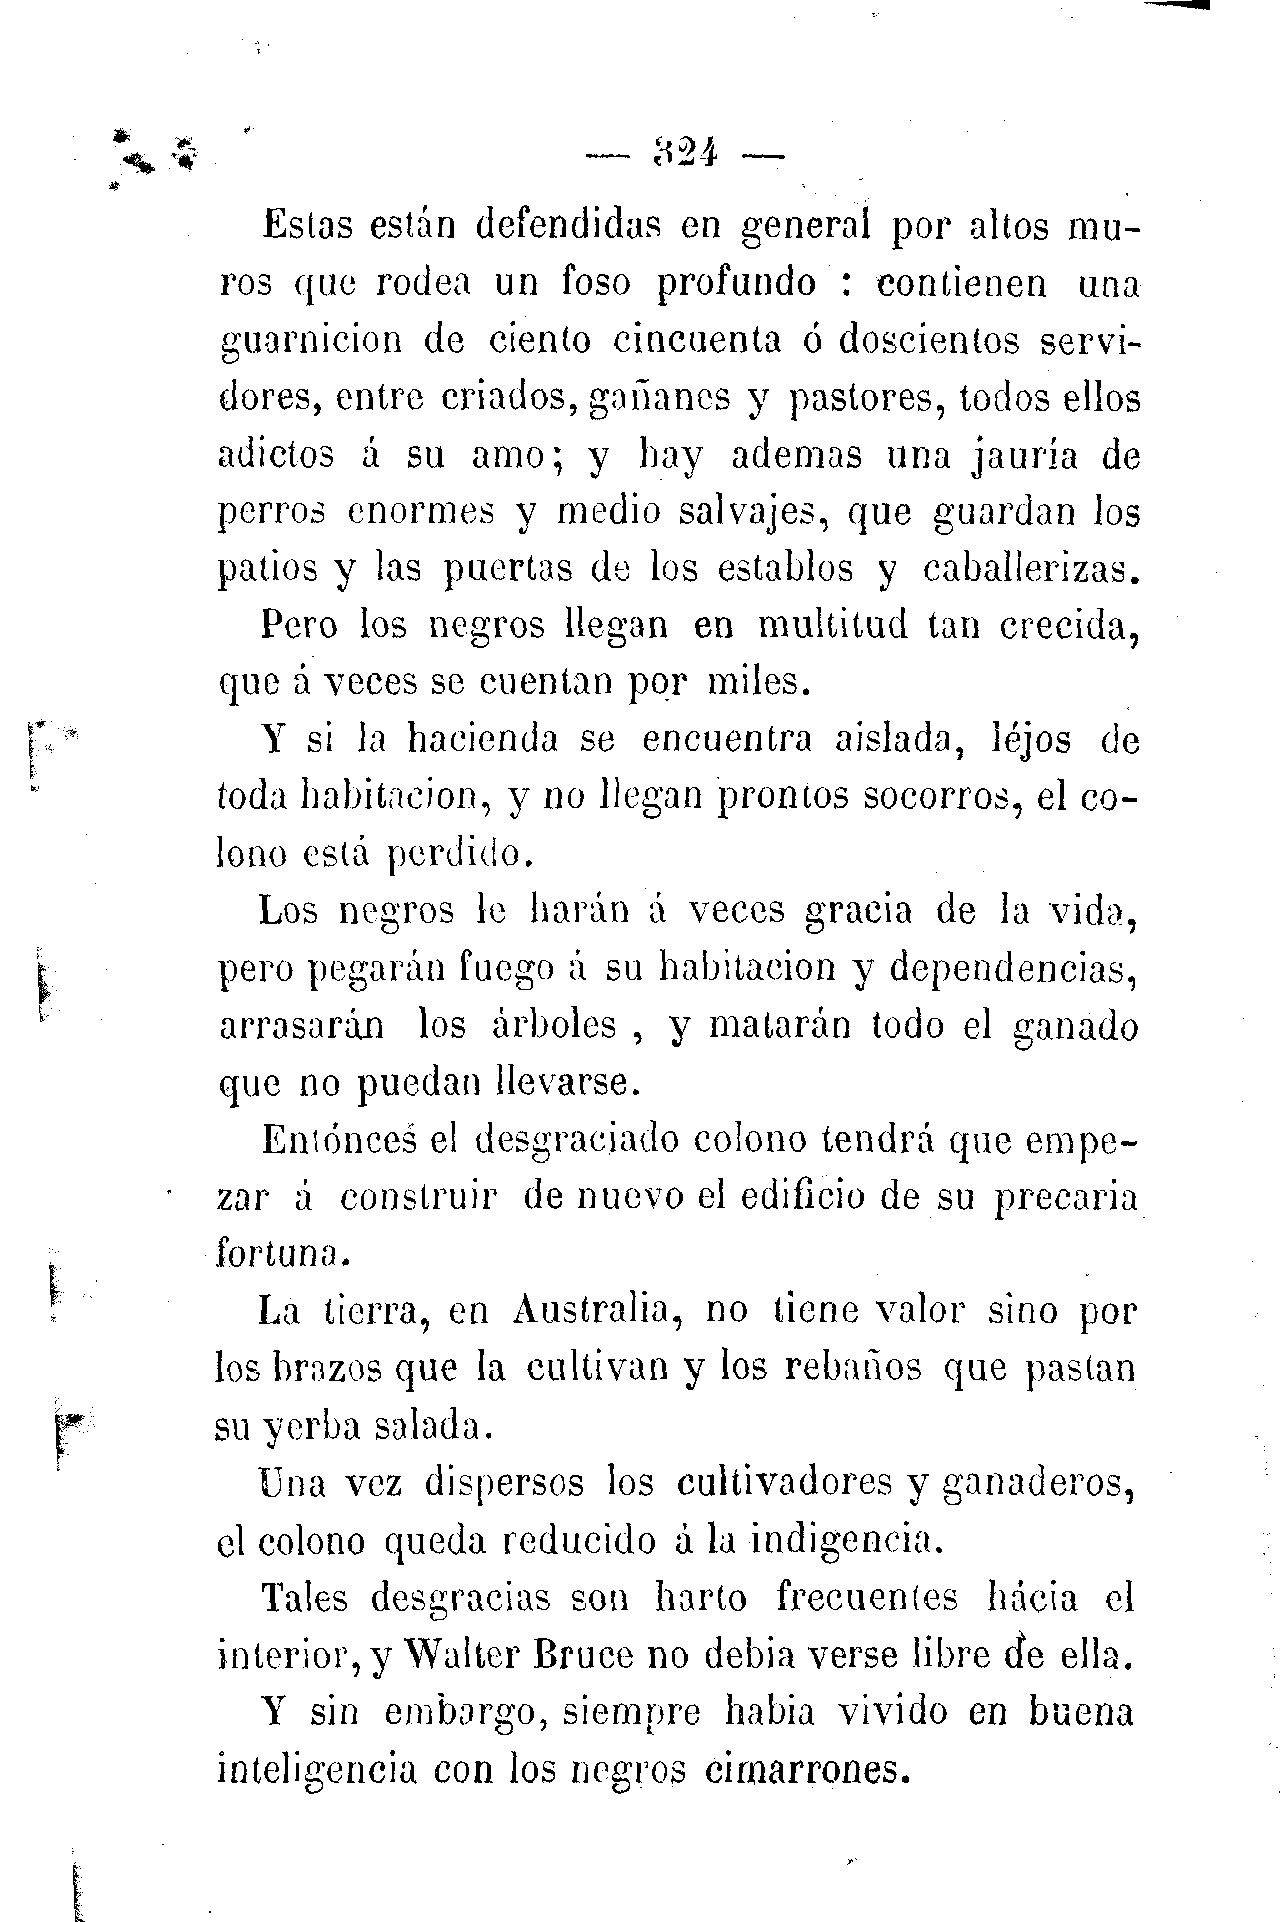 — 324 —
Estas están defendidas en general por altos mu-
ros que rodea un foso profundo : contienen una
guarnicion de ciento cincuenta ó doscientos servi-
dores, entre criados, gañanes y pastores, todos ellos
adictos á su amo; y hay ademas una jauría de
perros enormes y medio salvajes, que guardan los
patios y las puertas de los establos y caballerizas.
Pero los negros llegan en multitud tan crecida,
que á veces se cuentan por miles.
Y si la hacienda se encuentra aislada, léjos de
toda habitacion, y no llegan prontos socorros, el co-
lono está perdido.
Los negros le harán á veces gracia de la vida,
pero pegarán fuego á su habitacion y dependencias,
arrasarán los árboles , y matarán todo el ganado
que no puedan llevarse.
Entónces el desgraciado colono tendrá que empe-
zar á construir de nuevo el edificio de su precaria
fortuna.
La tierra, en Australia, no tiene valor sino por
los brazos que la cultivan y los rebaños que pastan
su yerba salada.
Una vez dispersos los cultivadores y ganaderos,
el colono queda reducido á la indigencia.
Tales desgracias son harto frecuentes hácia el
interior, y Walter Bruce no debia verse libre de ella.
Y sin embargo, siempre habia vivido en buena
inteligencia con los negros cimarrones.